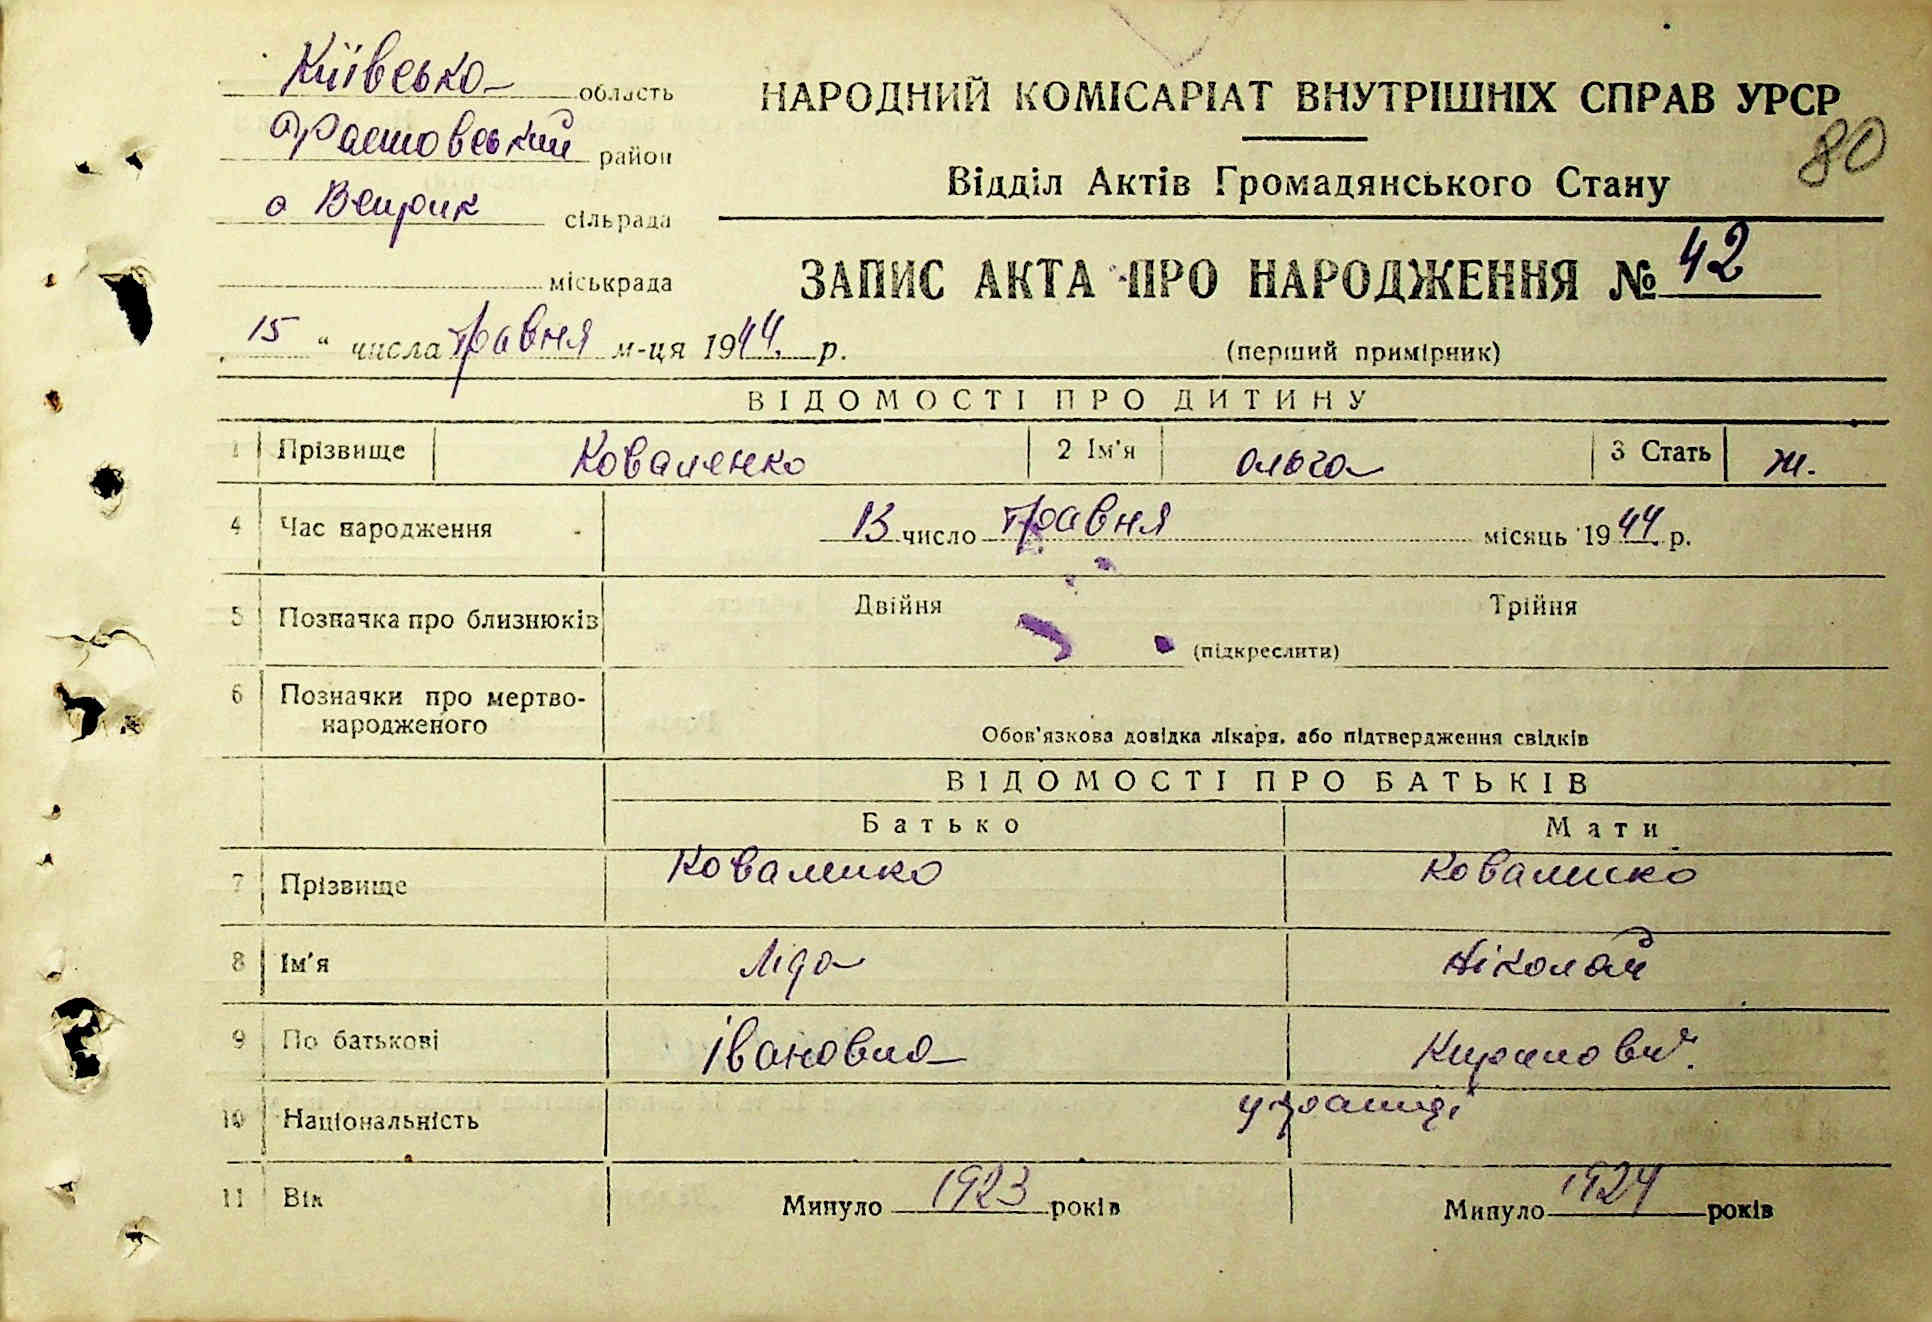 Київсько область
Фастовський район
с Ветрик сільрада
міськрада
НАРОДНИЙ КОМІСАРІАТ ВНУТРІШНІХ СПРАВ УРСР
80
Відділ Актів Громадянського Стану
ЗАПИС АКТА ПРО НАРОДЖЕННЯ № 42
„15“ числа травня м-ця 1944 р.
(перший примірник)
ВІДОМОСТІ ПРО ДИТИНУ
1 Прізвище Коваленко 2 Ім'я Ольга 3 Стать ж.
4 Час народження 13 число травня місяць 1944 р.
5 Позначка про близнюків Двійня Трійня
(підкреслити)
6 Позначки про мертво-
народженого
Обов'язкова довідка лікаря, або підтвердження свідків
ВІДОМОСТІ ПРО БАТЬКІВ
Батько Мати
7 Прізвище Коваленко Коваленко
8 Ім'я Ліда Ніколай
9 По батькові Івановна
10 Національність українці
11 Вік Минуло 1923 років Минуло 1924 років